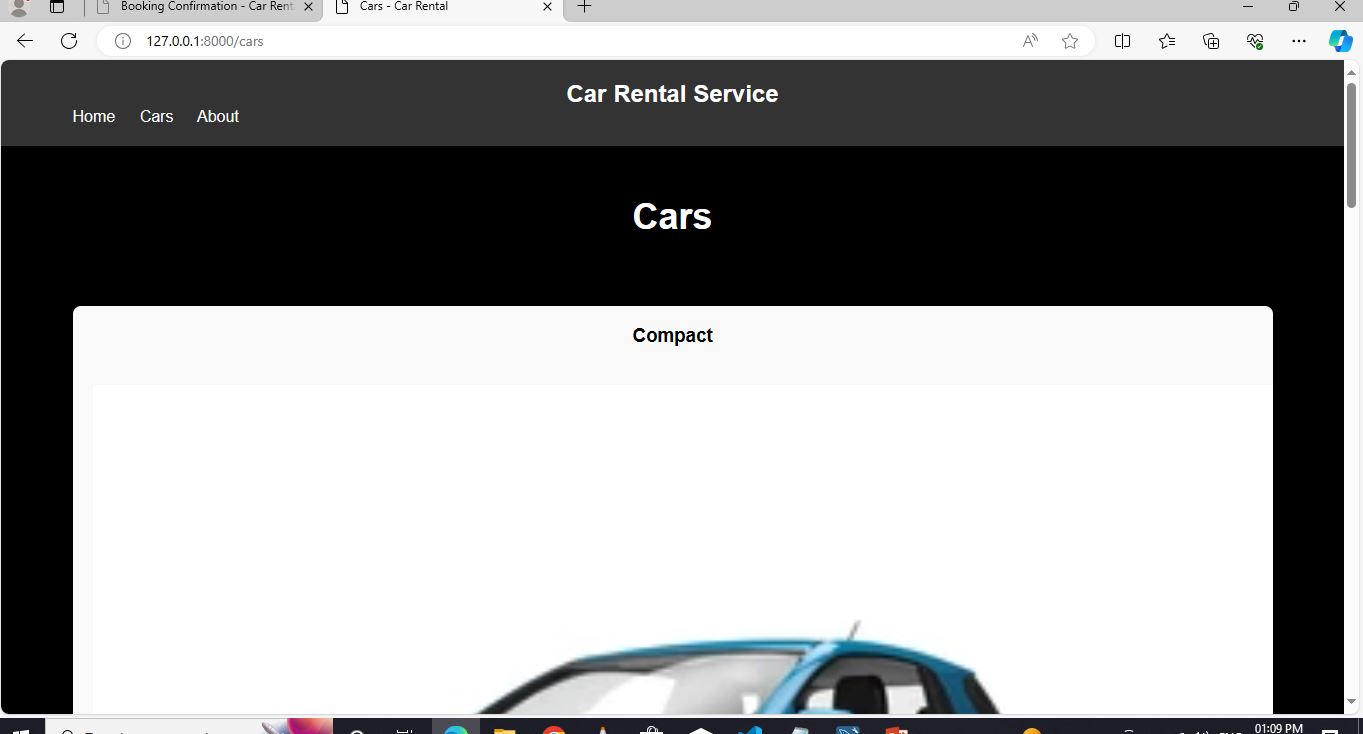 Booking Confirmation - Car Rent
Cars - Car Rental
127.0.0.1:8000/cars
Car Rental Service
Home Cars About
Cars
Compact
01:09 PM